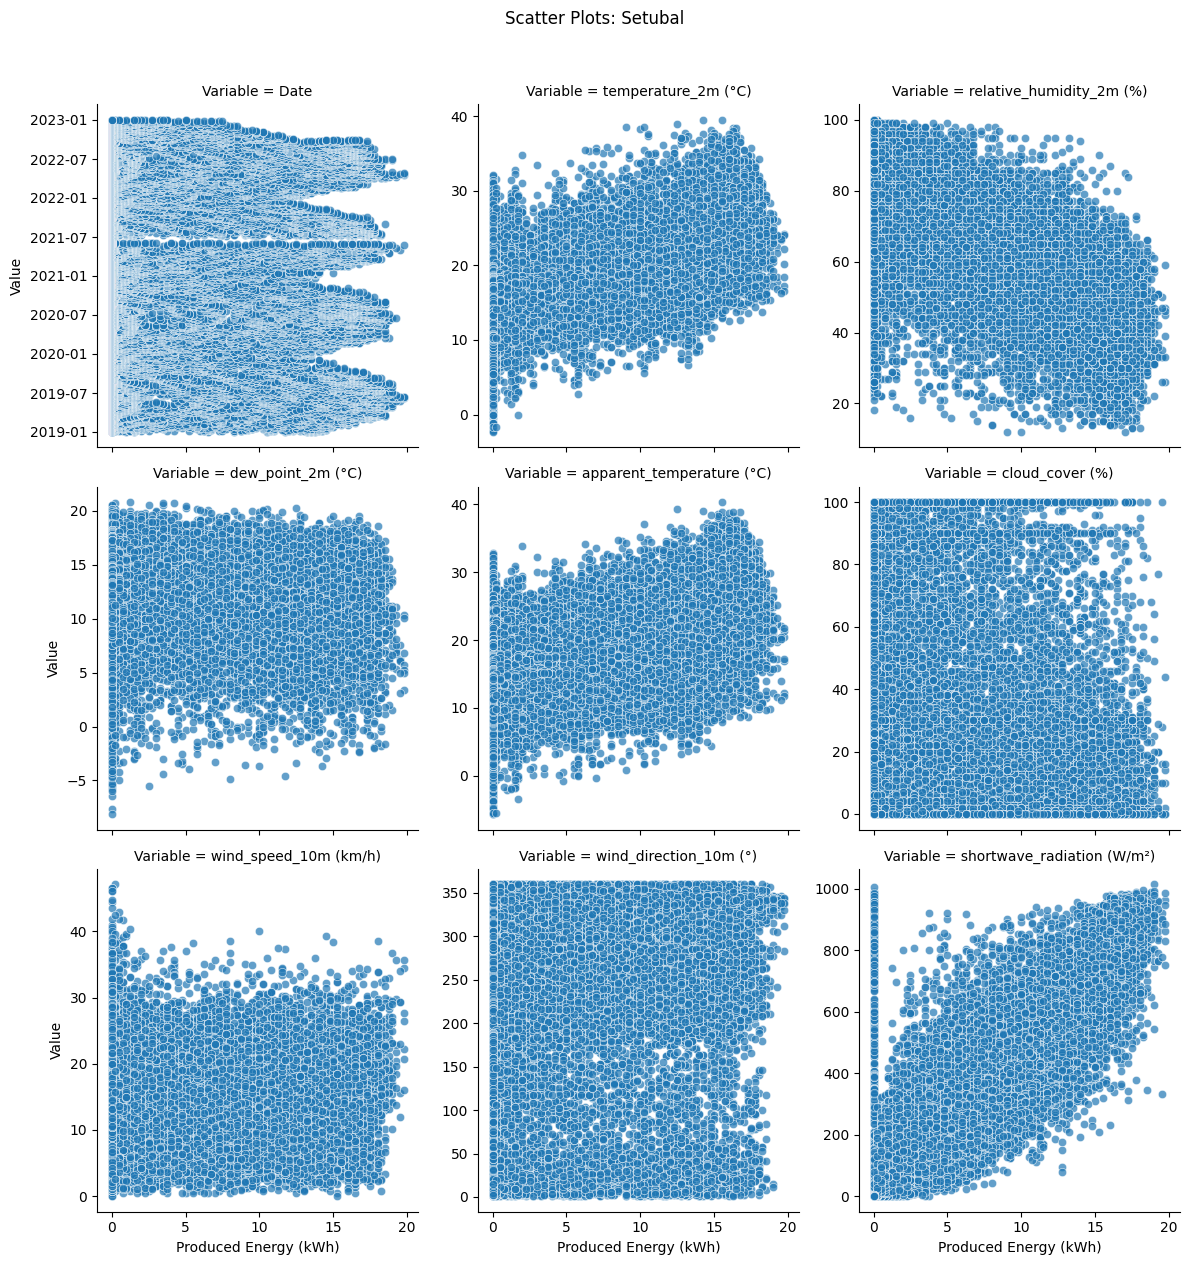 Scatter Plots: Setubal
Variable = Date
Variable = temperature_2m (°C)
Variable = relative_humidity_2m (%)
2023-01
2022-07
2022-01
2021-07
2021-01
2020-07
2020-01
2019-07
2019-01
Value
40
30
20
10
0
100
80
60
40
20
Variable = dew_point_2m (°C)
Variable = apparent_temperature (°C)
Variable = cloud_cover (%)
20
15
10
5
0
−5
Value
40
30
20
10
0
100
80
60
40
20
0
Variable = wind_speed_10m (km/h)
Variable = wind_direction_10m (°)
Variable = shortwave_radiation (W/m²)
40
30
20
10
0
Value
350
300
250
200
150
100
50
0
1000
800
600
400
200
0
0 5 10 15 20
0 5 10 15 20
0 5 10 15 20
Produced Energy (kWh)
Produced Energy (kWh)
Produced Energy (kWh)